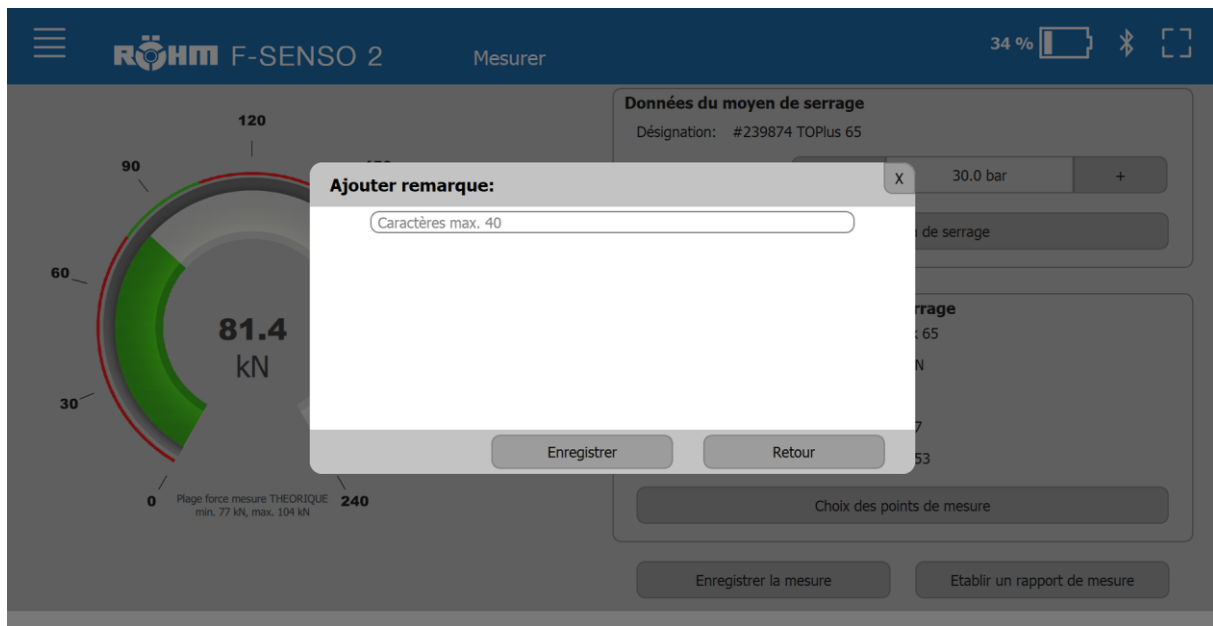 RÖHM F-SENSO 2
Mesurer
34 %
120
90
60
30
0
240
81.4
kN
Plage force mesure THEORIQUE
min. 77 kN, max. 104 kN
Données du moyen de serrage
Désignation: #239874 TOPlus 65
30.0 bar +
de serrage
Ajouter remarque:
X
Caractères max. 40
Enregistrer
Retour
65
N
7
53
Choix des points de mesure
Enregistrer la mesure
Etablir un rapport de mesure